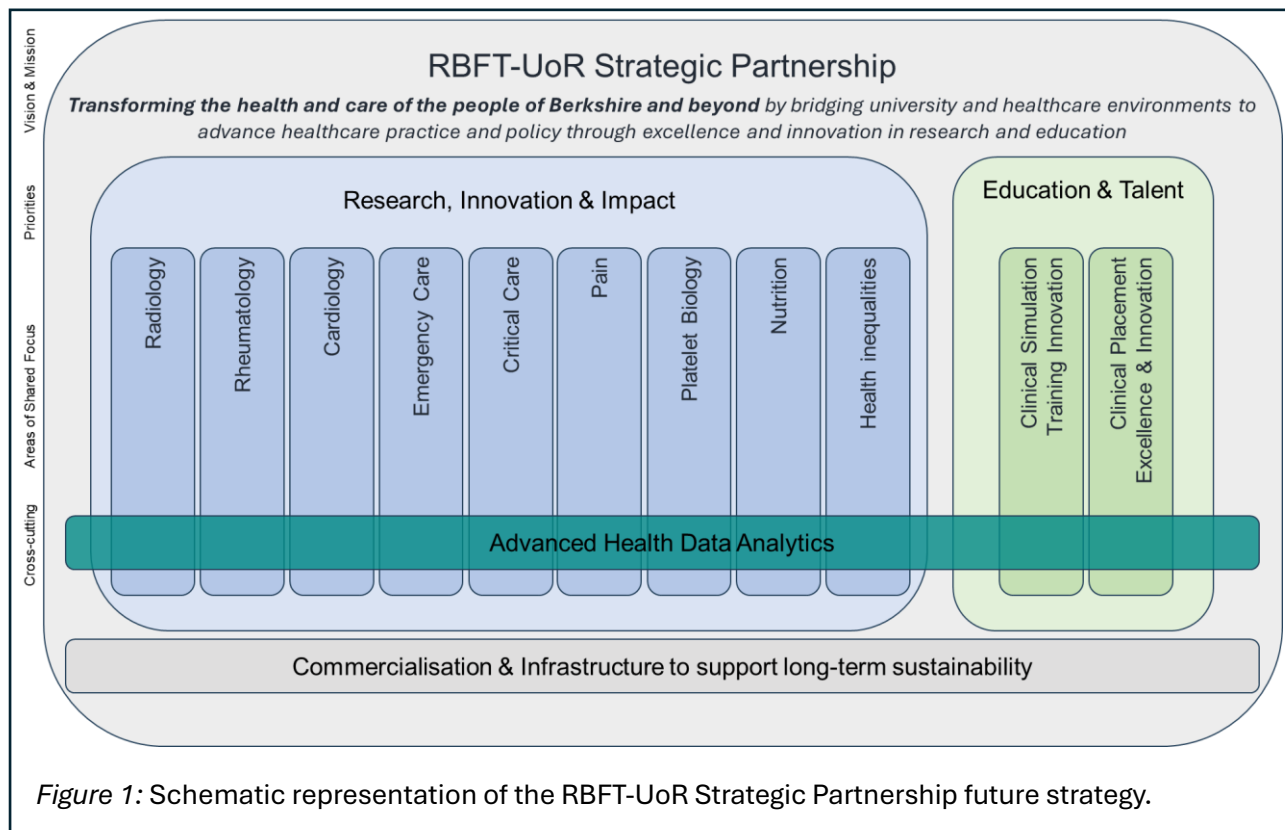 Vision & Mission
RBFT-UoR Strategic Partnership
Transforming the health and care of the people of Berkshire and beyond by bridging university and healthcare environments to
advance healthcare practice and policy through excellence and innovation in research and education
Priorities
Research, Innovation & Impact
Education & Talent
Areas of Shared Focus
Radiology
Rheumatology
Cardiology
Emergency Care
Critical Care
Pain
Platelet Biology
Nutrition
Health inequalities
Clinical Simulation
Training Innovation
Clinical Placement
Excellence & Innovation
Cross-cutting
Advanced Health Data Analytics
Commercialisation & Infrastructure to support long-term sustainability
Figure 1: Schematic representation of the RBFT-UoR Strategic Partnership future strategy.